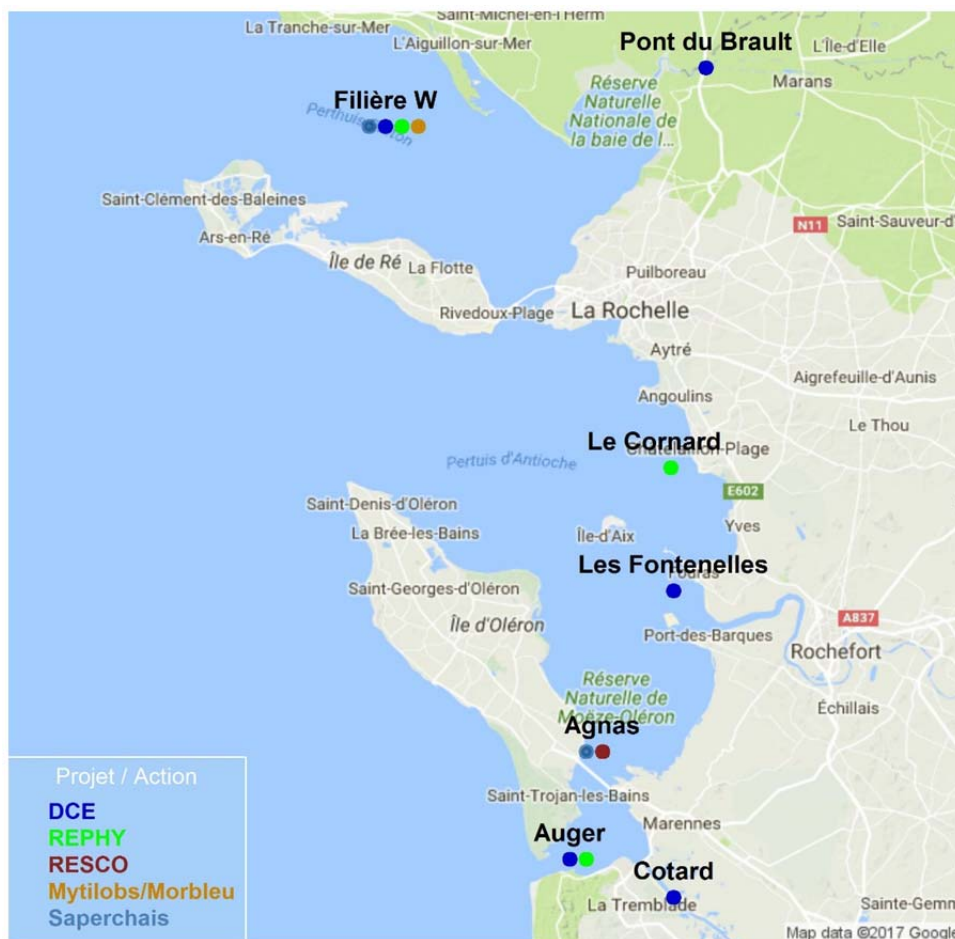 Saint-Michel-en-l'Herm
La Tranche-sur-Mer
L'Aiguillon-sur-Mer
Pont du Brault
L'Île-d'Elle
Marans
Réserve
Naturelle
Nationale de
la baie de l...
Filière W
Saint-Clément-des-Baleines
Ars-en-Ré
Île de Ré
La Flotte
Rivedoux-Plage
N11
Saint-Sauveur-d'
Puilboreau
La Rochelle
Aytré
Angoulins
Aigrefeuille-d'Aunis
Le Thou
Le Cornard
Châtelaillon-Plage
Pertuis d'Antioche
E602
Yves
Saint-Denis-d'Oléron
La Brée-les-Bains
Île-d'Aix
Les Fontenelles
Fouras
Saint-Georges-d'Oléron
Île d'Oléron
Port-des-Barques
A837
Rochefort
Échillais
Réserve
Naturelle de
Moëze-Oléron
Agnas
Saint-Trojan-les-Bains
Marennes
Auger
Cotard
La Tremblade
Sainte-Gemm
Projet / Action
DCE
REPHY
RESCO
Mytilobs/Morbleu
Saperchais
Map data ©2017 Google